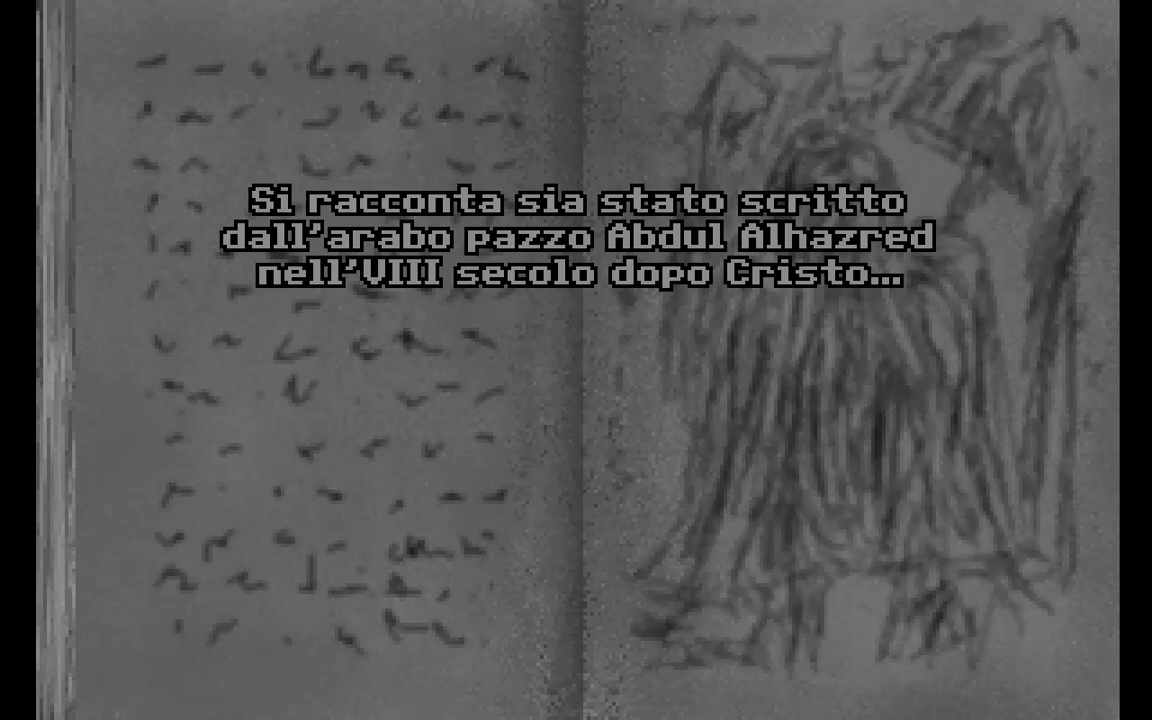 Si racconta sia stato scritto
dall'arabo pazzo Abdul Alhazred
nell'VIII secolo dopo Cristo...